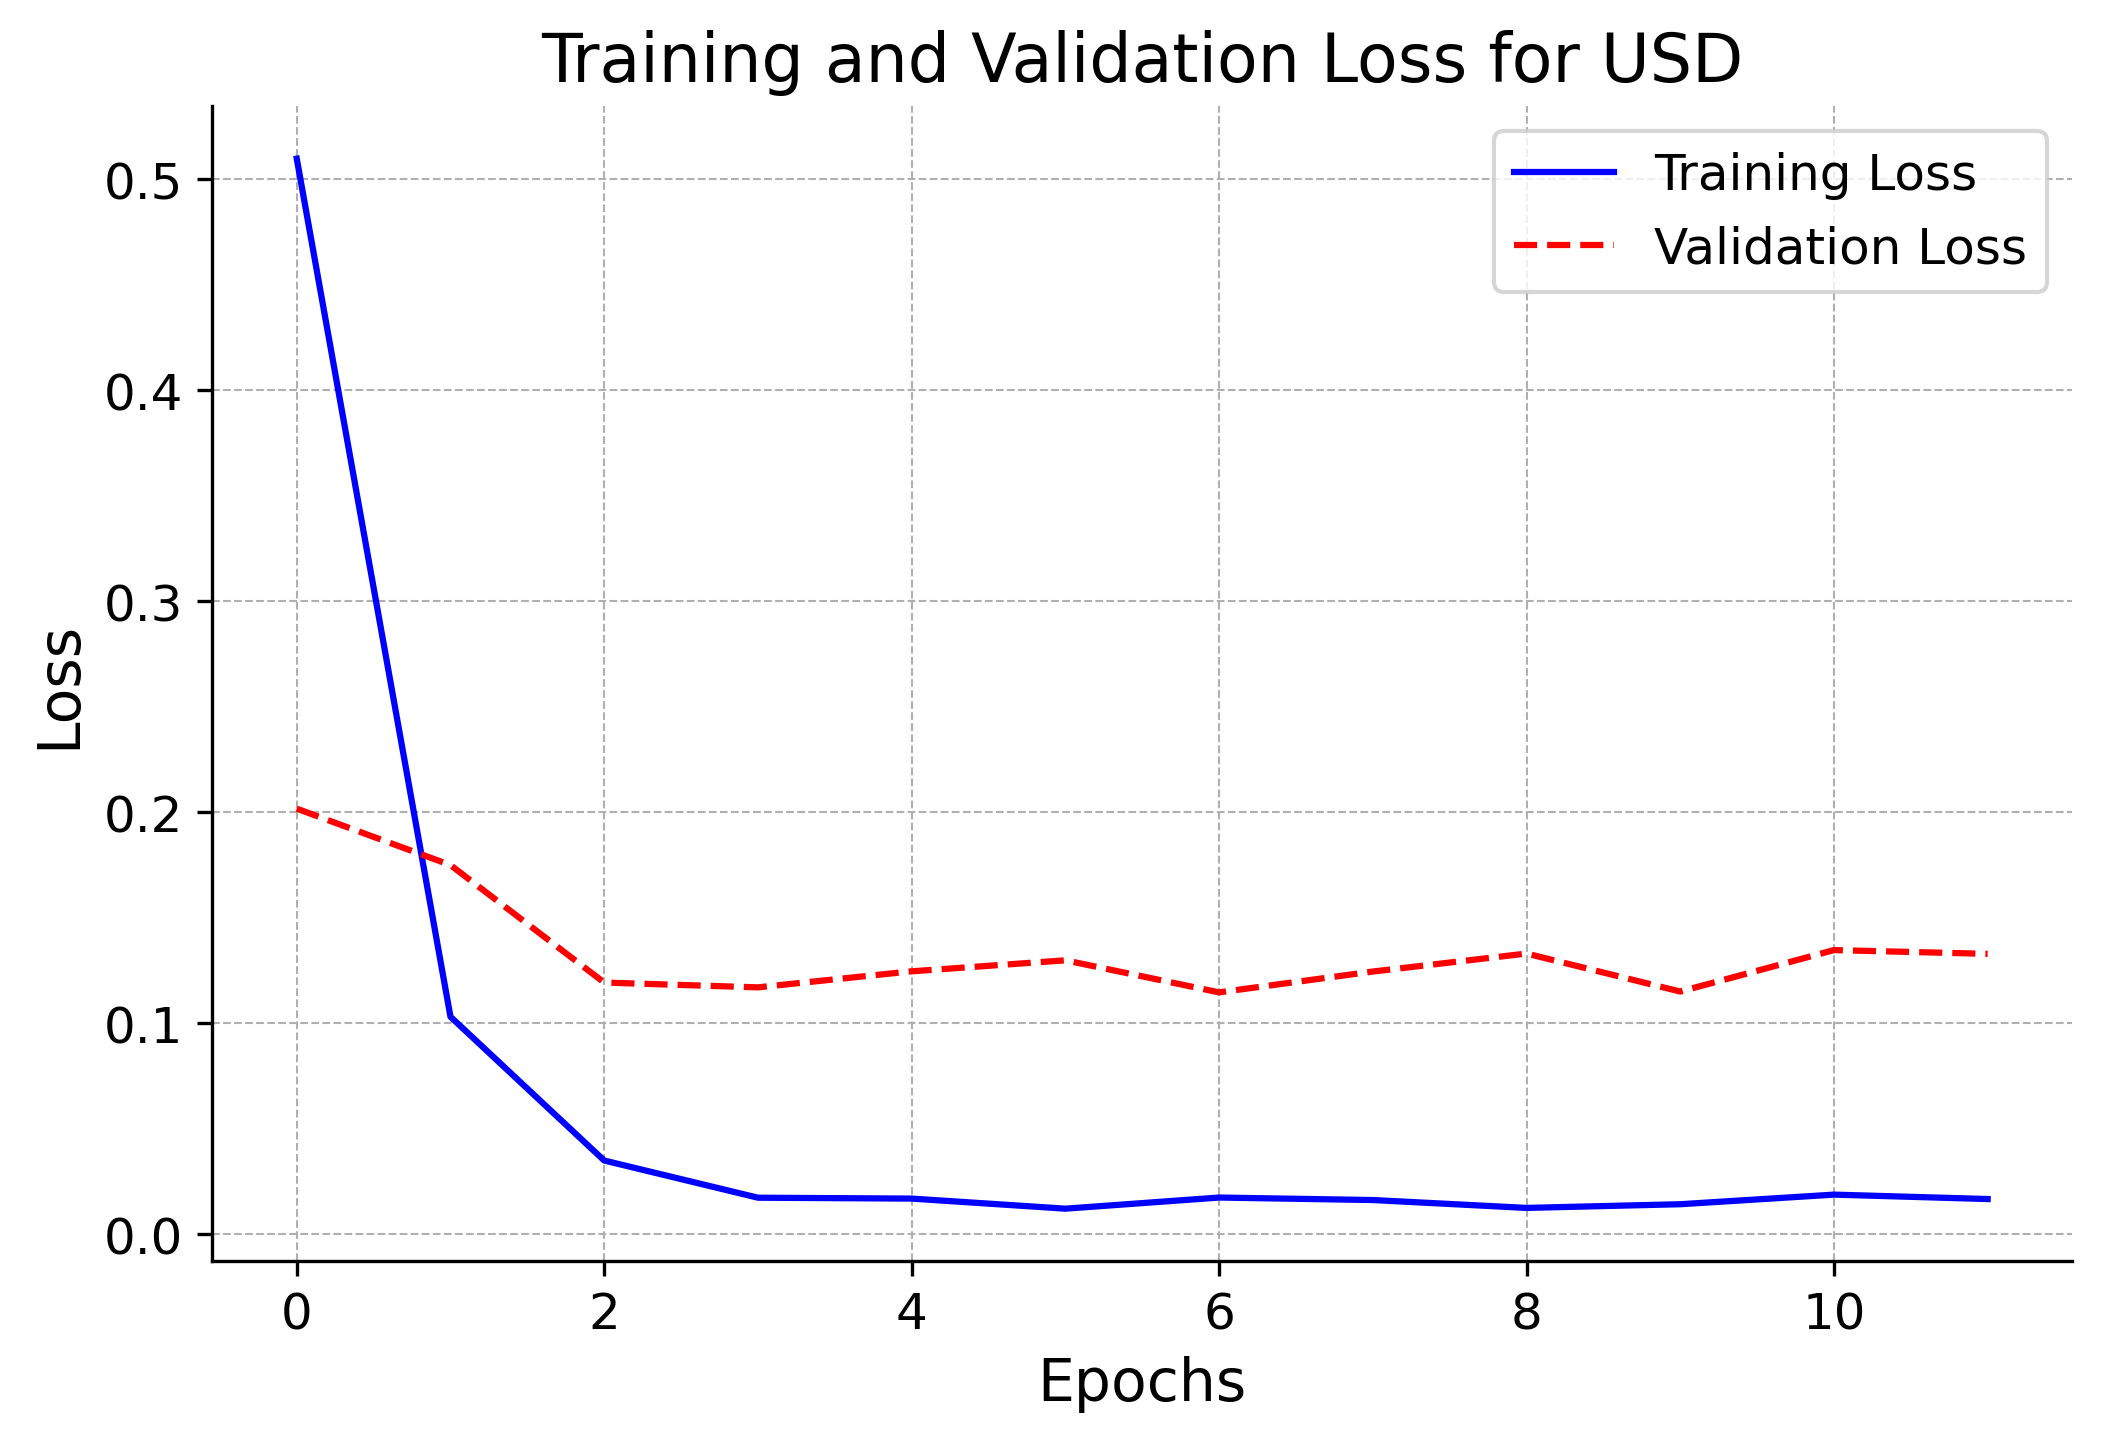 Training and Validation Loss for USD
Training Loss
Validation Loss
0.5
0.4
0.3
0.2
0.1
0.0
Loss
0 2 4 6 8 10
Epochs